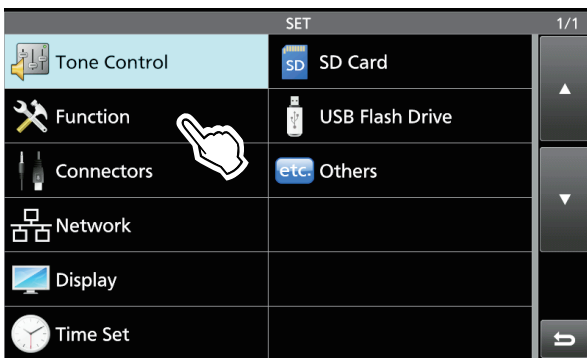 SET 1/1
Tone Control
SD SD Card
Function
USB Flash Drive
Connectors
etc. Others
Network
Display
Time Set